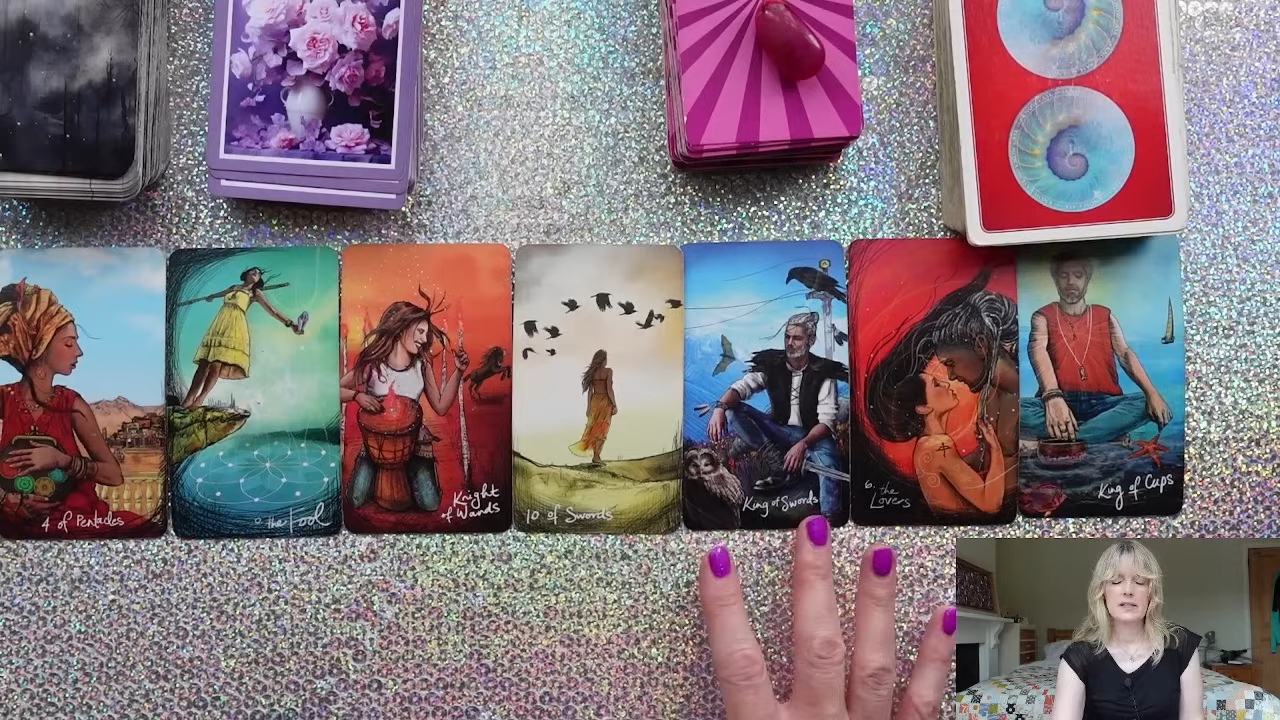 4 of Pentacles
0 the Fool
Knight
of Wands
10 of Swords
King of Swords
6. the
Lovers
King of Cups